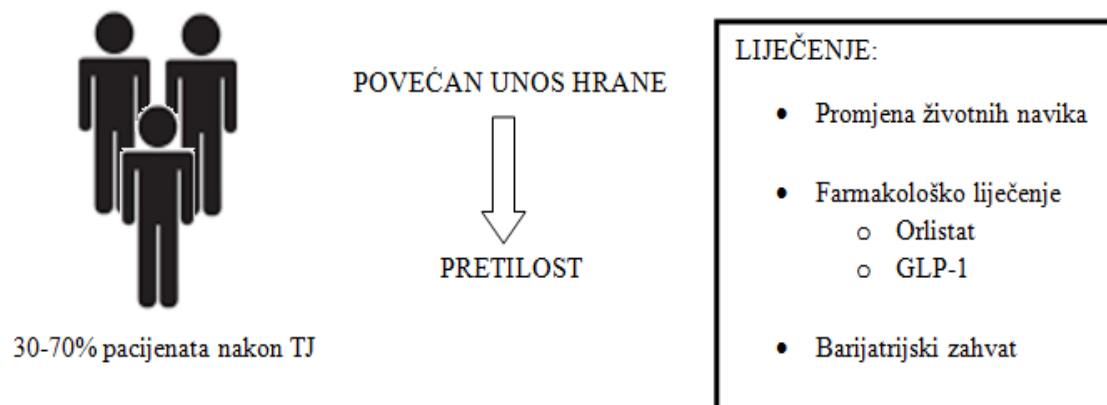 30-70% pacijenata nakon TJ
POVEĆAN UNOS HRANE
PRETILOST
LIJEČENJE:
• Promjena životnih navika
• Farmakološko liječenje
o Orlistat
o GLP-1
• Barijatrijski zahvat